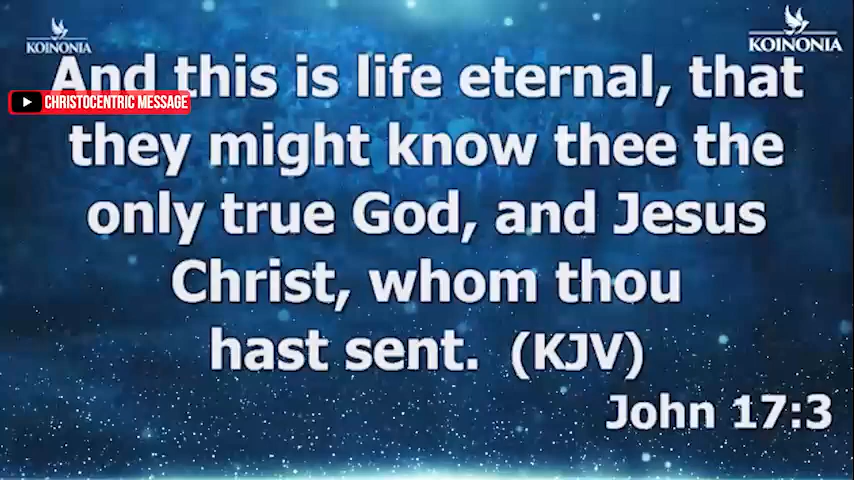 KOINONIA
KOINONIA
And this is life eternal, that
CHRISTOCENTRIC MESSAGE
they might know thee the
only true God, and Jesus
Christ, whom thou
hast sent. (KJV)
John 17:3